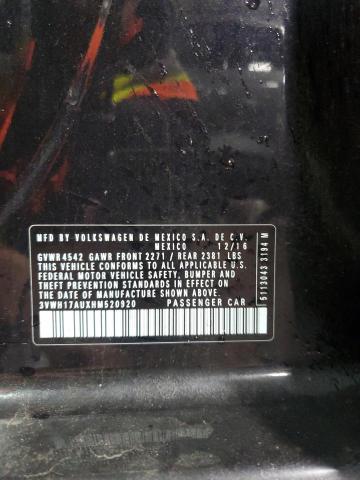 MFD. BY VOLKSWAGEN DE MEXICO S.A. DE C.V.
MEXICO 12/16
GVWR4542 GAWR FRONT 2271 / REAR 2381 LBS
THIS VEHICLE CONFORMS TO ALL APPLICABLE U.S.
FEDERAL MOTOR VEHICLE SAFETY, BUMPER AND
THEFT PREVENTION STANDARDS IN EFFECT ON
THE DATE OF MANUFACTURE SHOWN ABOVE
3VWH17AUXHM520920 PASSENGER CAR
5113643 3194 M